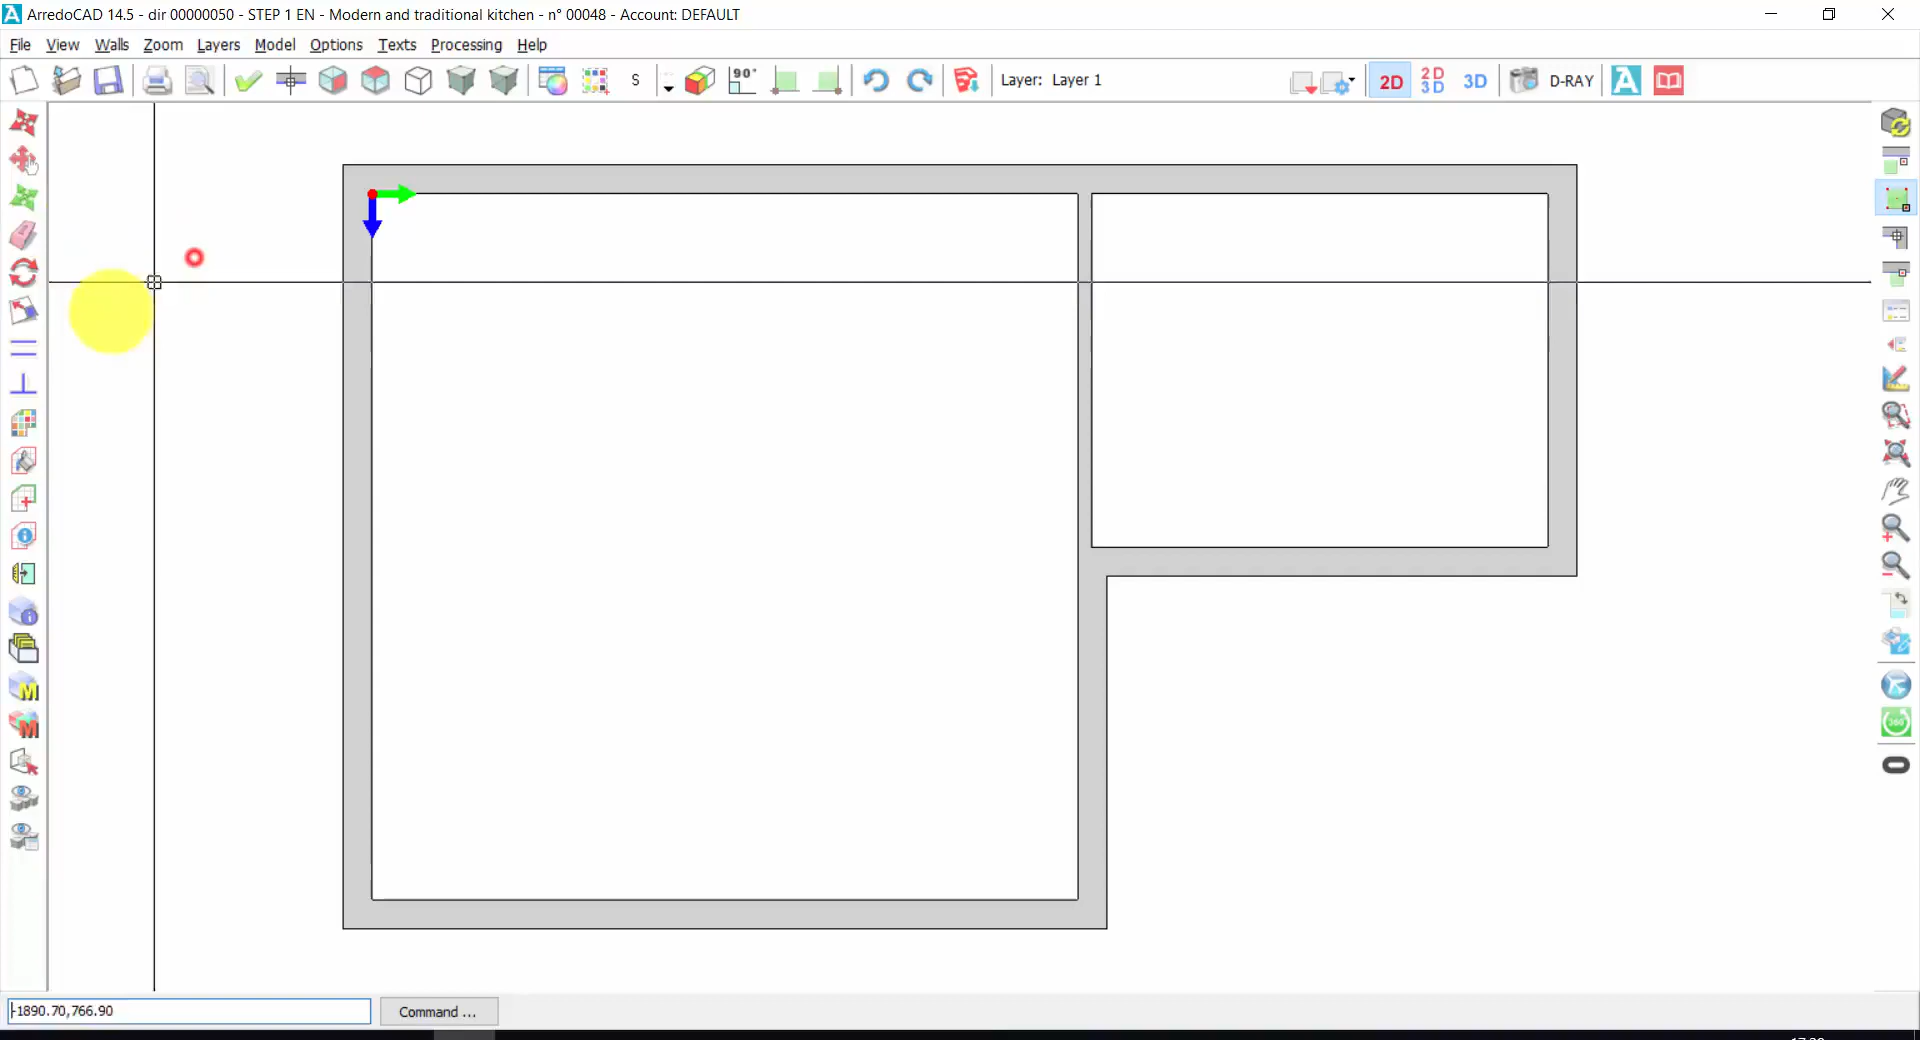 ArredoCAD 14.5 - dir 00000050 - STEP 1 EN - Modern and traditional kitchen - n° 00048 - Account: DEFAULT
File View Walls Zoom Layers Model Options Texts Processing Help
S 90° Layer: Layer 1 2D 2D 3D 3D D-RAY A
M
M
360°
-1890.70,766.90 Command ...